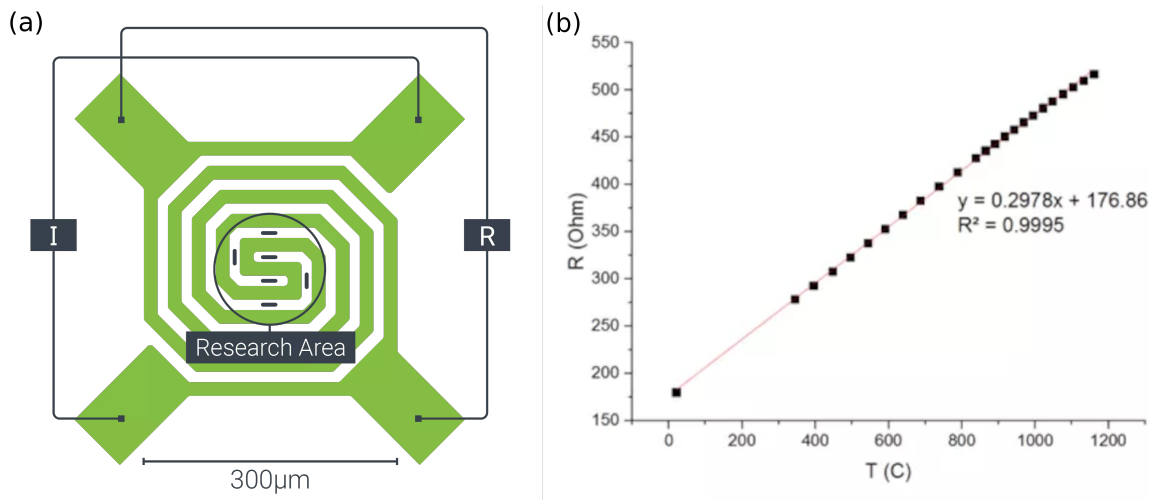 (a)
I
R
Research Area
300μm
(b)
550
500
450
400
350
300
250
200
150
R (Ohm)
y = 0.2978x + 176.86
R² = 0.9995
0 200 400 600 800 1000 1200
T (C)